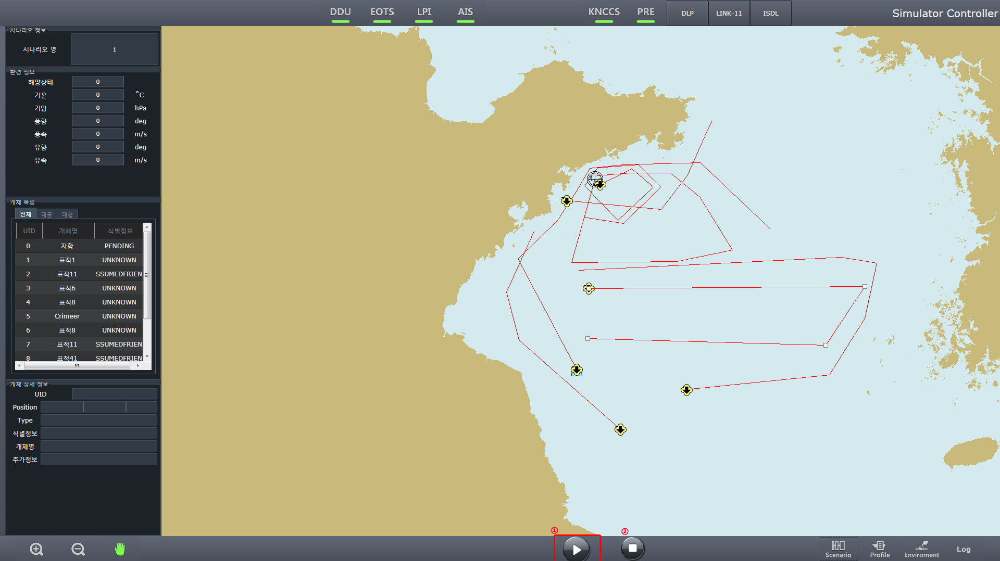 DDU EOTS LPI AIS KNCCS PRE DLP LINK-11 ISDL Simulator Controller
시나리오 정보
시나리오 명 1
환경 정보
해양상태 0
기온 0 °C
기압 0 hPa
풍향 0 deg
풍속 0 m/s
유향 0 deg
유속 0 m/s
개체 목록
전체 대공 대함
UID 개체명 식별정보
0 자함 PENDING
1 표적1 UNKNOWN
2 표적11 SSUMEDFRIEN
3 표적6 UNKNOWN
4 표적8 UNKNOWN
5 Crimeer UNKNOWN
6 표적8 UNKNOWN
7 표적11 SSUMEDFRIEN
8 표적41 SSUMEDFRIEN
개체 상세 정보
UID
Position
Type
식별정보
개체명
추가정보
① ②
Scenario Profile Enviroment Log